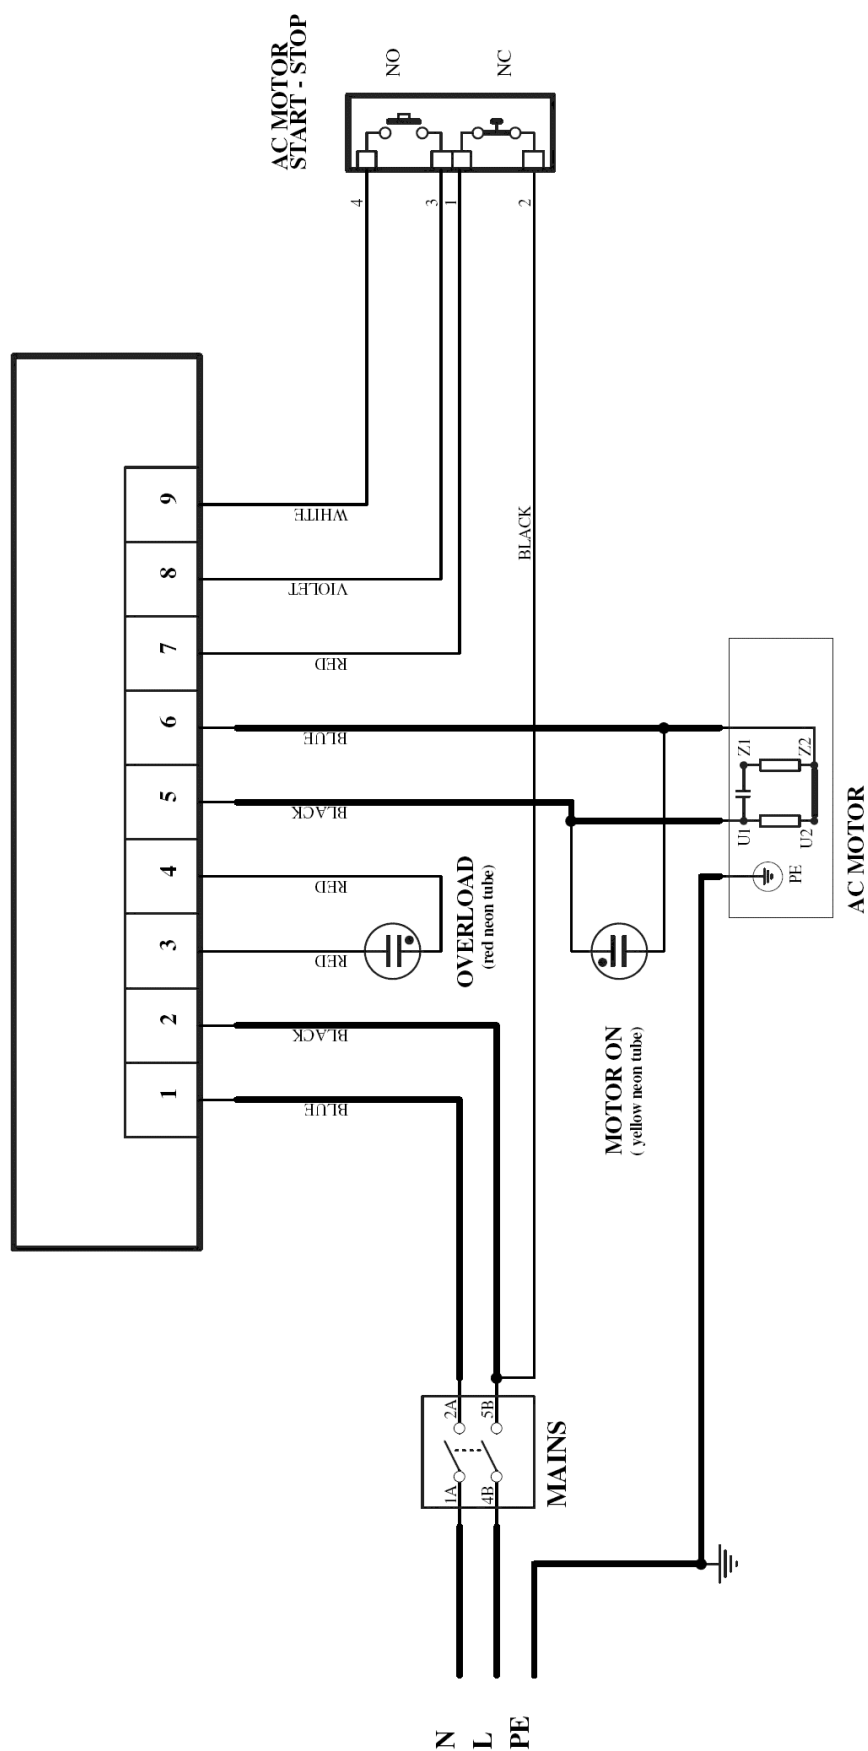 AC MOTOR
START - STOP
NO
NC
4
3
1
2
9
8
7
6
5
4
3
2
1
WHITE
VIOLET
RED
BLUE
BLACK
RED
RED
BLACK
BLUE
BLACK
OVERLOAD
(red neon tube)
MOTOR ON
( yellow neon tube)
U1
Z1
U2
Z2
PE
AC MOTOR
2A
5B
1A
4B
MAINS
N
L
PE